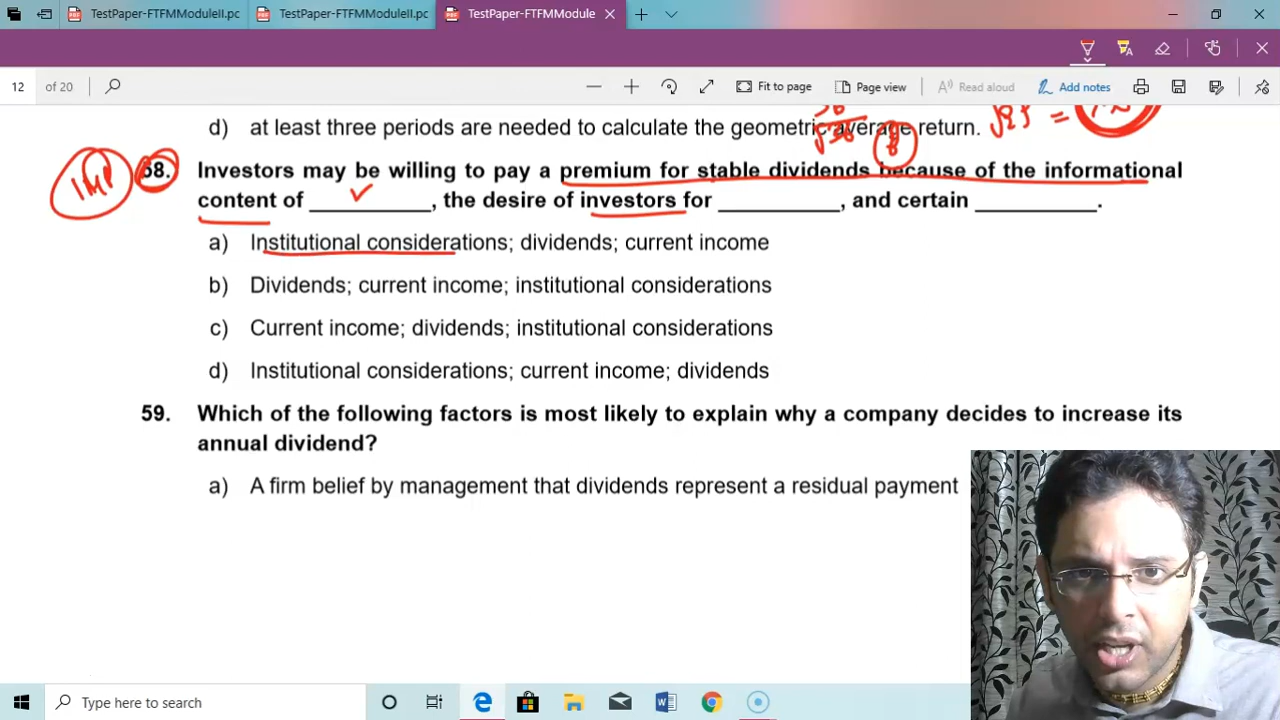 TestPaper-FTFMModuleII.pc
TestPaper-FTFMModuleII.pc
TestPaper-FTFMModule
12 of 20
Fit to page
Page view
Read aloud
Add notes
d) at least three periods are needed to calculate the geometric average return.
IMP
58. Investors may be willing to pay a premium for stable dividends because of the informational
content of __________, the desire of investors for __________, and certain __________.
a) Institutional considerations; dividends; current income
b) Dividends; current income; institutional considerations
c) Current income; dividends; institutional considerations
d) Institutional considerations; current income; dividends
59. Which of the following factors is most likely to explain why a company decides to increase its
annual dividend?
a) A firm belief by management that dividends represent a residual payment
Type here to search